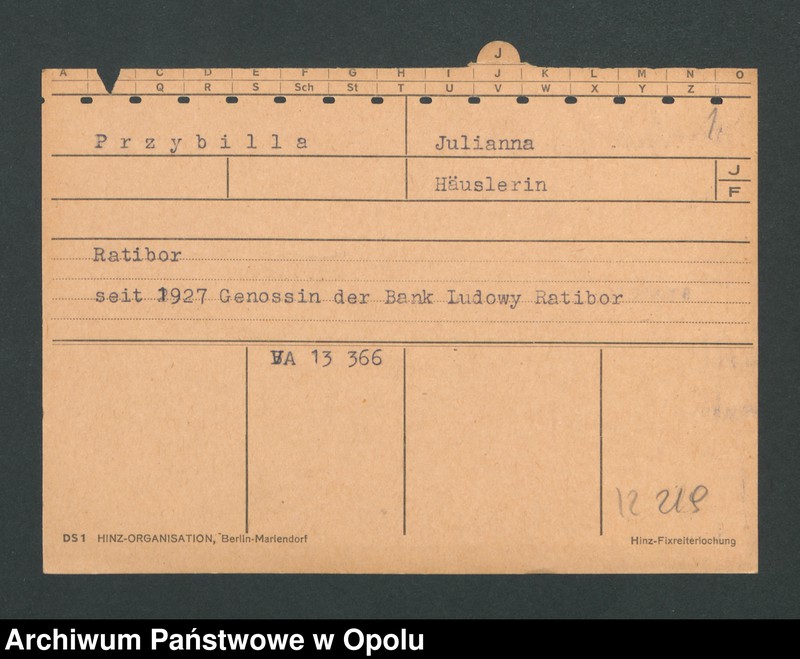 J
A C D E F G H I J K L M N O
Q R S Sch St T U V W X Y Z
1.
Przybilla Julianna
Häuslerin J
F
Ratibor
seit 1927 Genossin der Bank Ludowy Ratibor
VA 13 366
12 219
DS1 HINZ-ORGANISATION, Berlin-Mariendorf Hinz-Fixreiterlochung
Archiwum Państwowe w Opolu